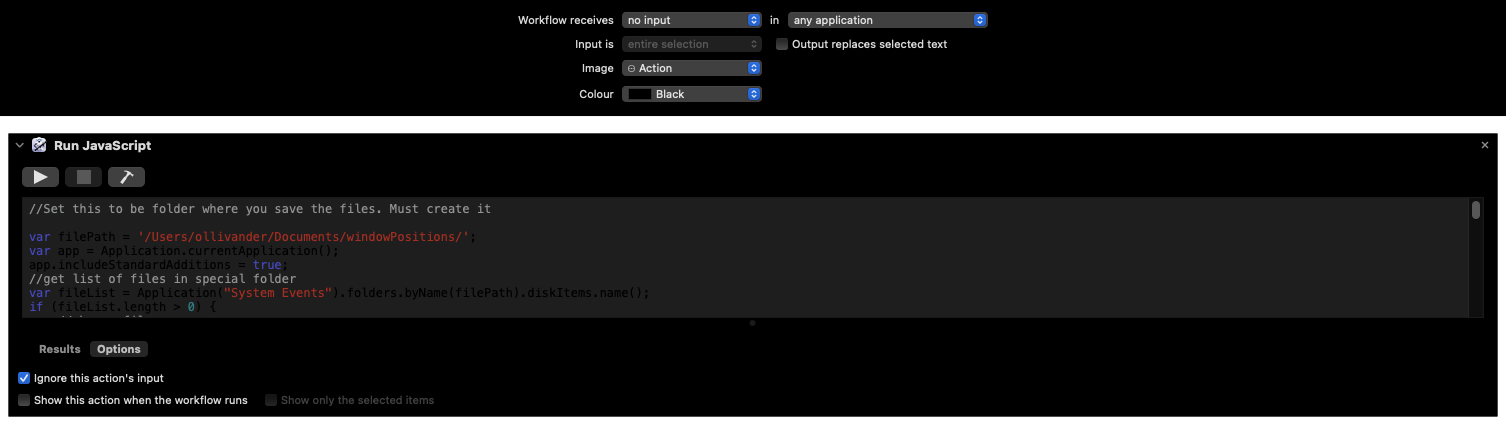 Workflow receives no input in any application
Input is entire selection Output replaces selected text
Image Action
Colour Black
Run JavaScript
//Set this to be folder where you save the files. Must create it
var filePath = '/Users/ollivander/Documents/windowPositions/';
var app = Application.currentApplication();
app.includeStandardAdditions = true;
//get list of files in special folder
var fileList = Application("System Events").folders.byName(filePath).diskItems.name();
if (fileList.length > 0) {
Results Options
Ignore this action's input
Show this action when the workflow runs Show only the selected items